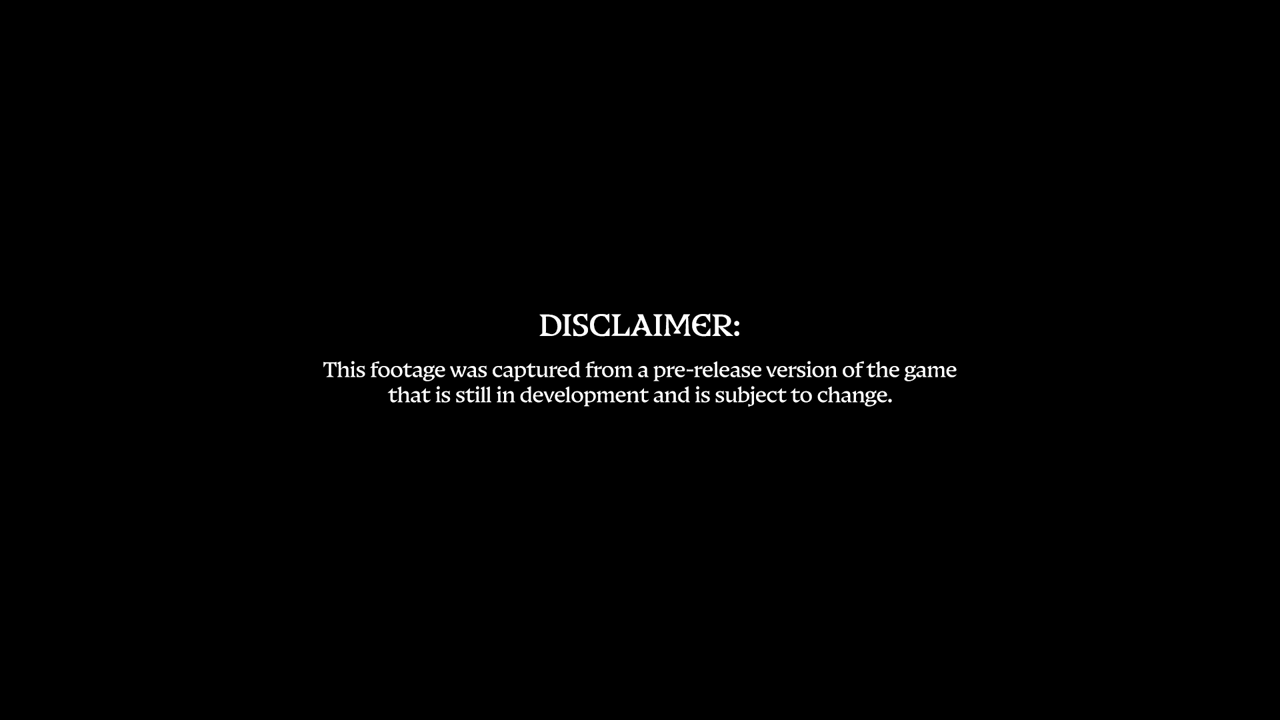 DISCLAIMER:
This footage was captured from a pre-release version of the game
that is still in development and is subject to change.